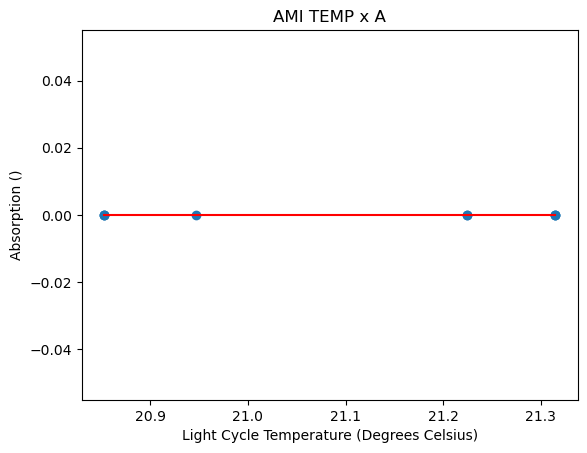 AMI TEMP x A
0.04
0.02
0.00
−0.02
−0.04
Absorption ()
20.9 21.0 21.1 21.2 21.3
Light Cycle Temperature (Degrees Celsius)